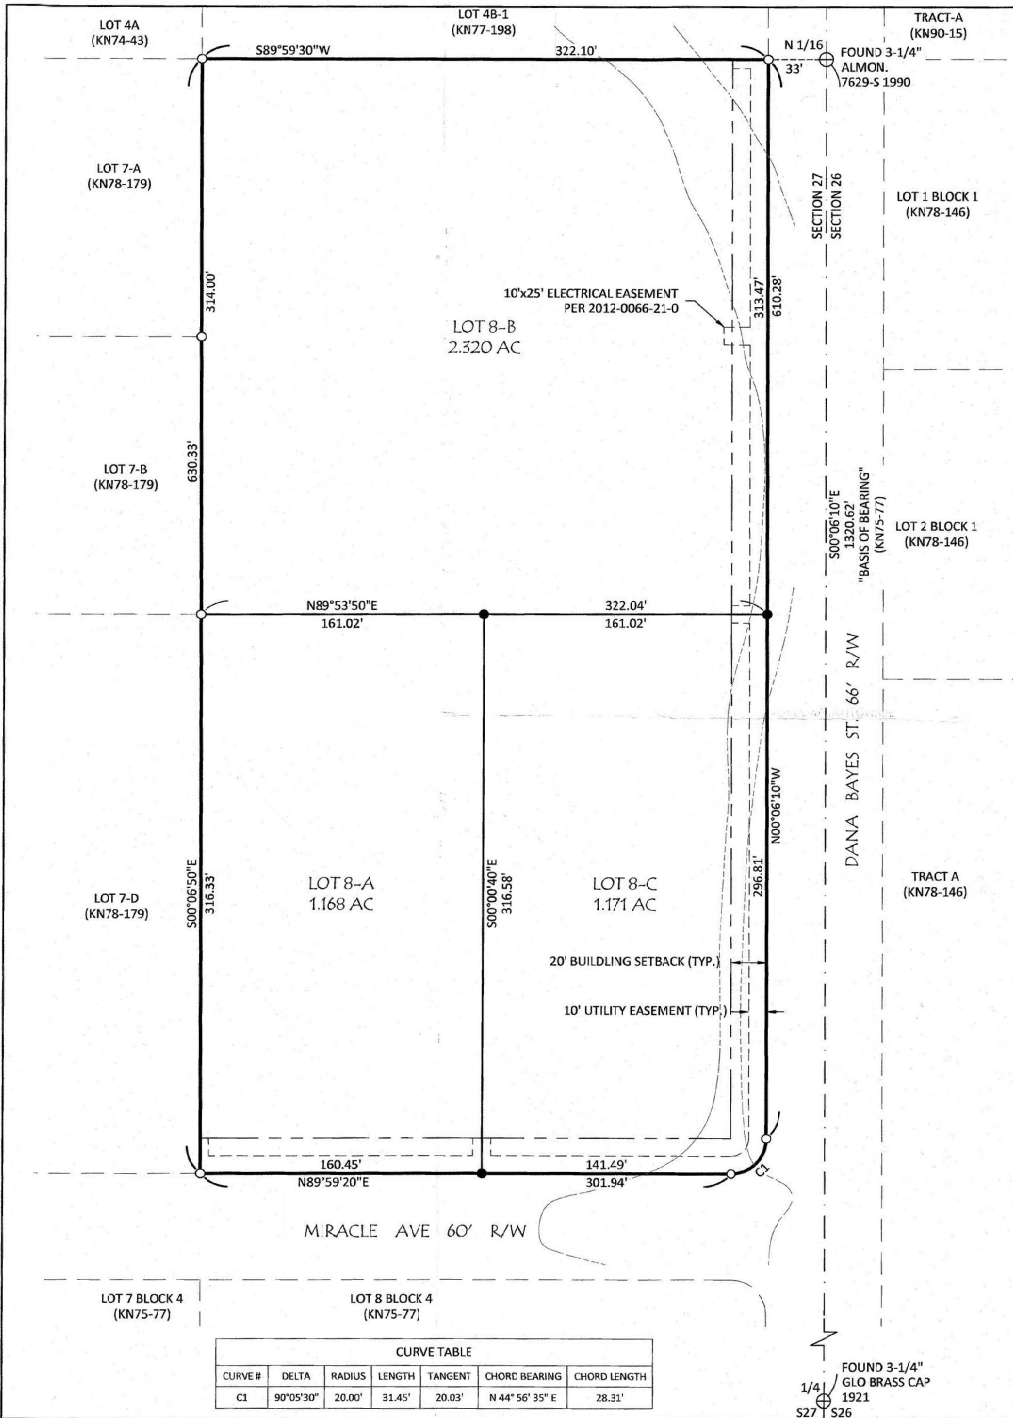 LOT 4A
(KN74-43)
LOT 4B-1
(KN77-198)
TRACT-A
(KN90-15)
S89°59'30"W
322.10'
N 1/16
33'
FOUND 3-1/4"
ALMON.
7629-S 1990
LOT 7-A
(KN78-179)
SECTION 27
SECTION 26
LOT 1 BLOCK 1
(KN78-146)
314.00'
10'x25' ELECTRICAL EASEMENT
PER 2012-0066-21-0
313.47'
610.28'
LOT 8-B
2.320 AC
LOT 7-B
(KN78-179)
630.33'
S00°06'10"E
1320.62'
"BASIS OF BEARING"
(KN75-77)
LOT 2 BLOCK 1
(KN78-146)
N89°53'50"E
322.04'
161.02'
161.02'
DANA BAYES ST. 66' R/W
N00°06'10"W
296.81'
LOT 7-D
(KN78-179)
S00°06'50"E
316.33'
LOT 8-A
1.168 AC
S00°00'40"E
316.58'
LOT 8-C
1.171 AC
TRACT A
(KN78-146)
20' BUILDLING SETBACK (TYP.)
10' UTILITY EASEMENT (TYP.)
160.45'
141.49'
N89°59'20"E
301.94'
C1
MIRACLE AVE 60' R/W
LOT 7 BLOCK 4
(KN75-77)
LOT 8 BLOCK 4
(KN75-77)
CURVE TABLE
CURVE # DELTA RADIUS LENGTH TANGENT CHORD BEARING CHORD LENGTH
C1 90°05'30" 20.00' 31.45' 20.03' N 44°56'35" E 28.31'
FOUND 3-1/4"
GLO BRASS CAP
1921
1/4
S27 S26